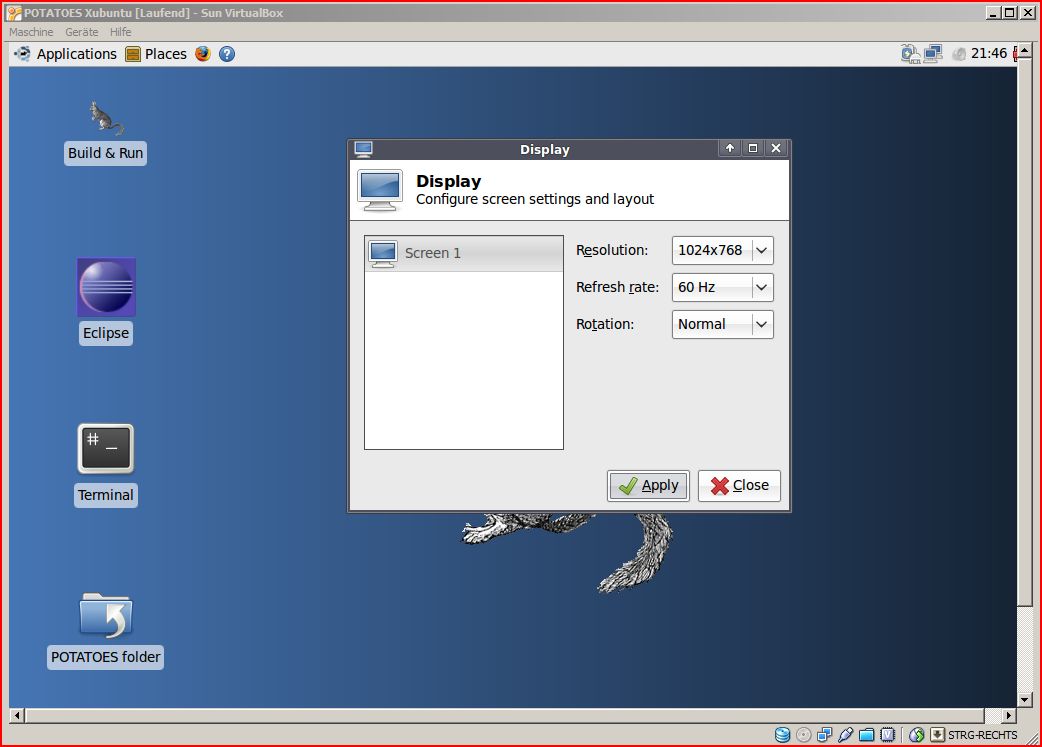 POTATOES Xubuntu [Laufend] - Sun VirtualBox
Maschine Geräte Hilfe
Applications Places 21:46
Build & Run
Eclipse
Terminal
POTATOES folder
Display
Display
Configure screen settings and layout
Screen 1
Resolution: 1024x768
Refresh rate: 60 Hz
Rotation: Normal
Apply Close
STRG-RECHTS